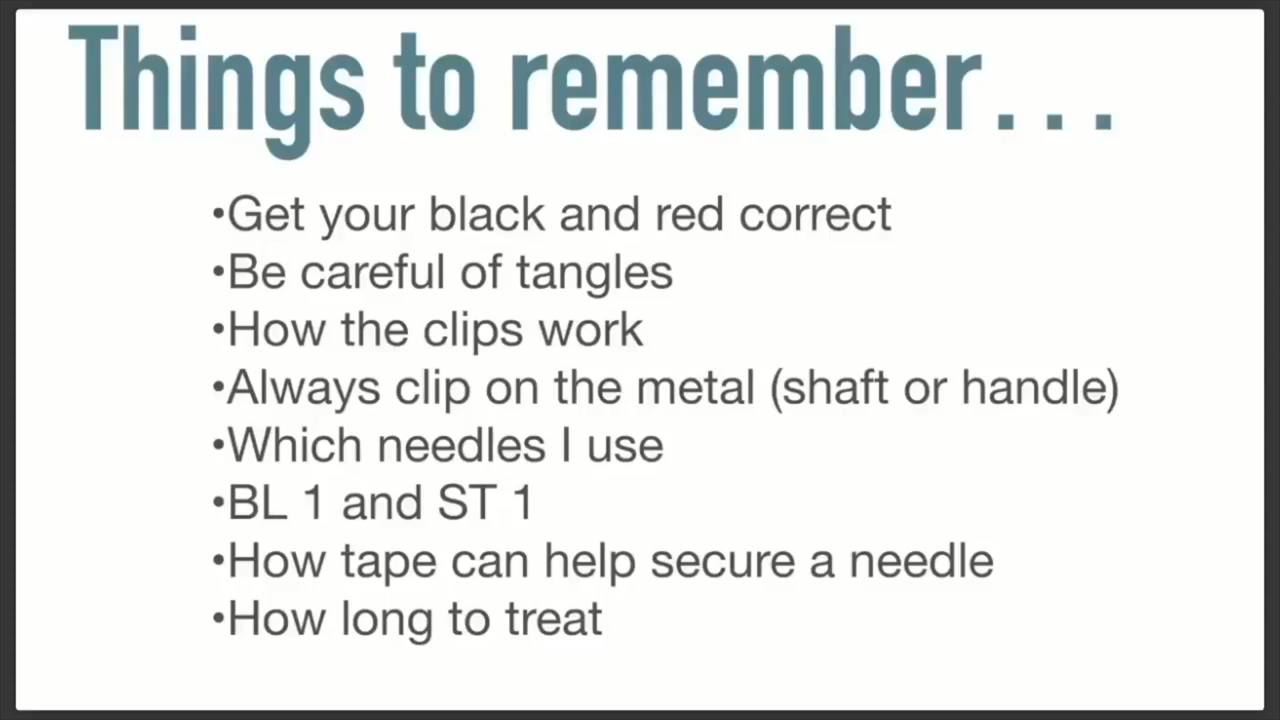 Things to remember...
•Get your black and red correct
•Be careful of tangles
•How the clips work
•Always clip on the metal (shaft or handle)
•Which needles I use
•BL 1 and ST 1
•How tape can help secure a needle
•How long to treat